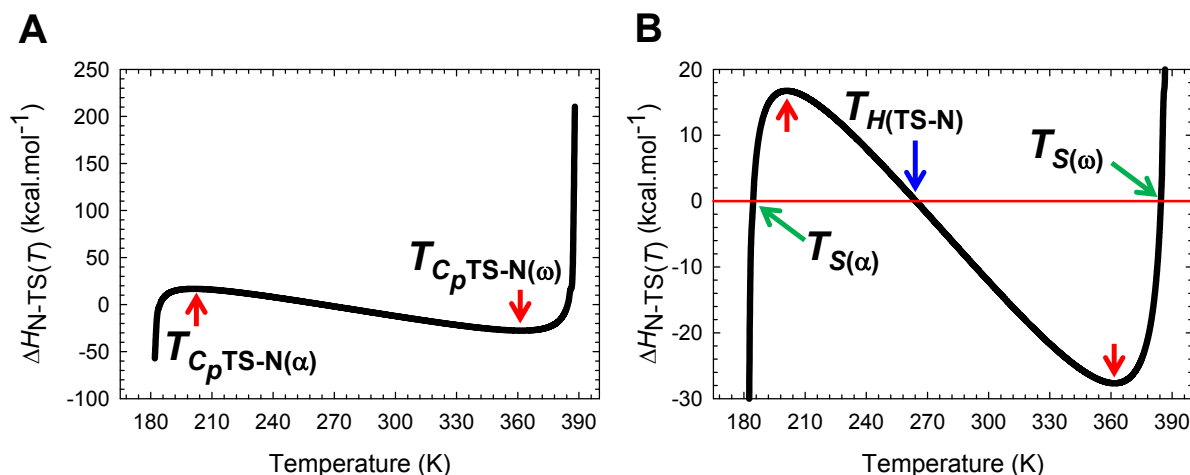 A
B
250
200
150
100
50
0
-50
-100
ΔHN-TS(T) (kcal.mol−1)
TCpTS-N(α)
TCpTS-N(ω)
180 210 240 270 300 330 360 390
Temperature (K)
20
10
0
-10
-20
-30
ΔHN-TS(T) (kcal.mol−1)
TH(TS-N)
TS(ω)
TS(α)
180 210 240 270 300 330 360 390
Temperature (K)